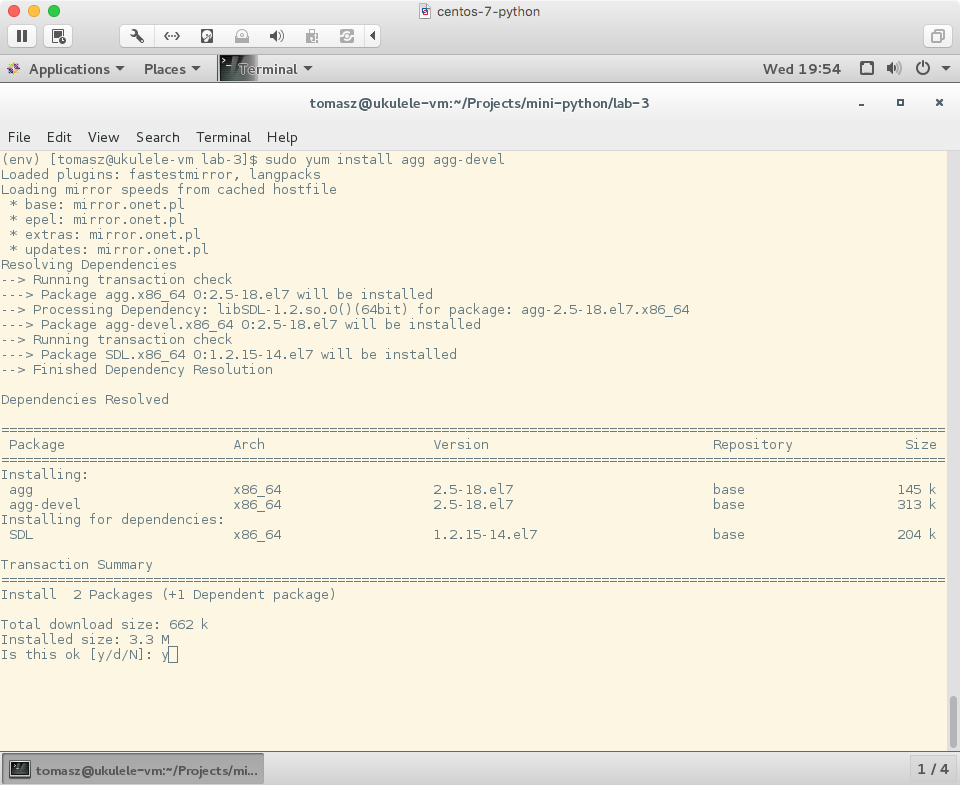 centos-7-python
Applications Places Terminal Wed 19:54
tomasz@ukulele-vm:~/Projects/mini-python/lab-3
File Edit View Search Terminal Help
(env) [tomasz@ukulele-vm lab-3]$ sudo yum install agg agg-devel
Loaded plugins: fastestmirror, langpacks
Loading mirror speeds from cached hostfile
 * base: mirror.onet.pl
 * epel: mirror.onet.pl
 * extras: mirror.onet.pl
 * updates: mirror.onet.pl
Resolving Dependencies
--> Running transaction check
---> Package agg.x86_64 0:2.5-18.el7 will be installed
--> Processing Dependency: libSDL-1.2.so.0()(64bit) for package: agg-2.5-18.el7.x86_64
---> Package agg-devel.x86_64 0:2.5-18.el7 will be installed
--> Running transaction check
---> Package SDL.x86_64 0:1.2.15-14.el7 will be installed
--> Finished Dependency Resolution
Dependencies Resolved
================================================================================
 Package Arch Version Repository Size
================================================================================
Installing:
 agg x86_64 2.5-18.el7 base 145 k
 agg-devel x86_64 2.5-18.el7 base 313 k
Installing for dependencies:
 SDL x86_64 1.2.15-14.el7 base 204 k
Transaction Summary
================================================================================
Install  2 Packages (+1 Dependent package)
Total download size: 662 k
Installed size: 3.3 M
Is this ok [y/d/N]: y
tomasz@ukulele-vm:~/Projects/mi... 1 / 4